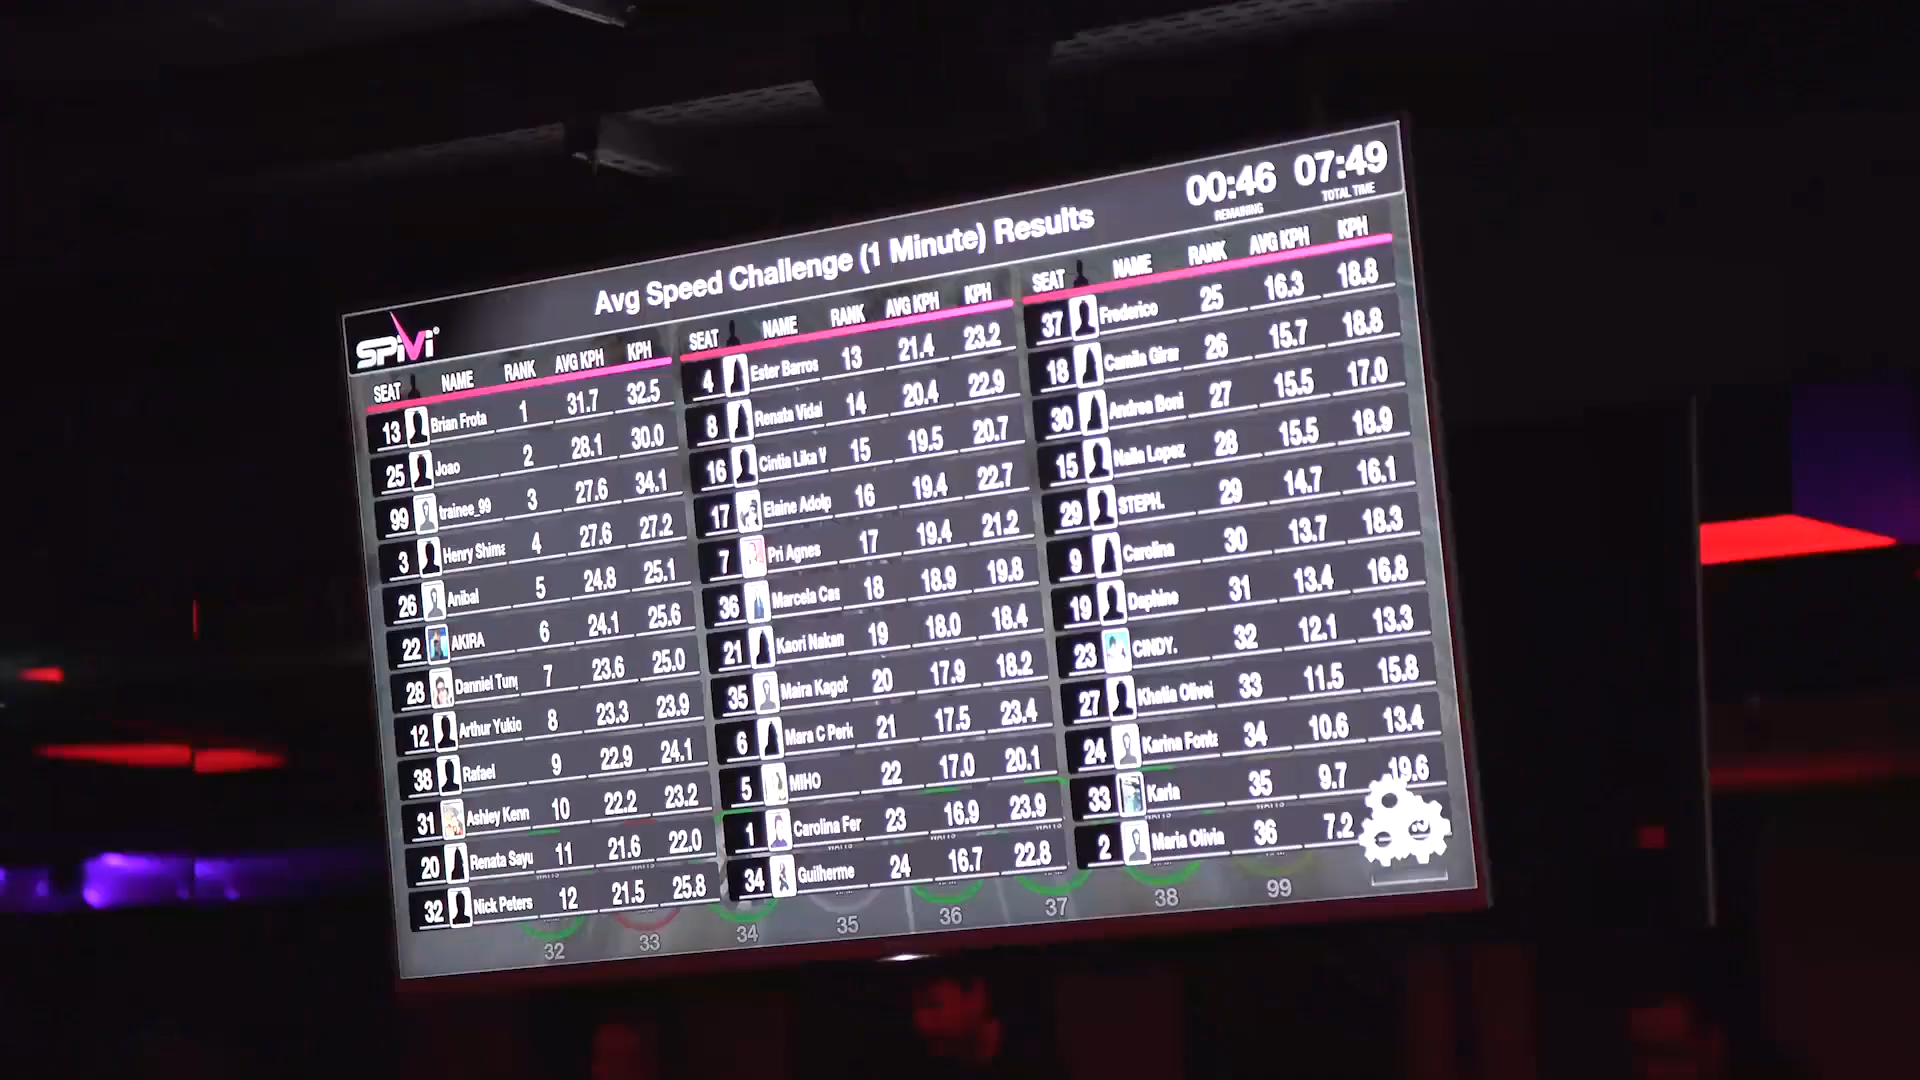 SPiVi®
Avg Speed Challenge (1 Minute) Results
00:46 07:49
REMAINING TOTAL TIME
SEAT NAME RANK AVG KPH KPH
13 Brian Frota 1 31.7 32.5
25 Joao 2 28.1 30.0
99 trainee_99 3 27.6 34.1
3 Henry Shima 4 27.6 27.2
26 Anibal 5 24.8 25.1
22 AKIRA 6 24.1 25.6
28 Danniel Tung 7 23.6 25.0
12 Arthur Yukio 8 23.3 23.9
38 Rafael 9 22.9 24.1
31 Ashley Kenn 10 22.2 23.2
20 Renata Sayu 11 21.6 22.0
32 Nick Peters 12 21.5 25.8
SEAT NAME RANK AVG KPH KPH
4 Ester Barros 13 21.4 23.2
8 Renata Vidal 14 20.4 22.9
16 Cintia Lika V 15 19.5 20.7
17 Elaine Adolp 16 19.4 22.7
7 Pri Agnes 17 19.4 21.2
36 Marcela Cas 18 18.9 19.8
21 Kaori Nakan 19 18.0 18.4
35 Maira Kagot 20 17.9 18.2
6 Mara C Perk 21 17.5 23.4
5 MIHO 22 17.0 20.1
1 Carolina Fer 23 16.9 23.9
34 Guilherme 24 16.7 22.8
SEAT NAME RANK AVG KPH KPH
37 Frederico 25 16.3 18.8
18 Camila Girar 26 15.7 18.8
30 Andrea Boni 27 15.5 17.0
15 Naila Lopez 28 15.5 18.9
29 STEPH. 29 14.7 16.1
9 Carolina 30 13.7 18.3
19 Daphine 31 13.4 16.8
23 CINDY. 32 12.1 13.3
27 Khatia Olivei 33 11.5 15.8
24 Karina Fonte 34 10.6 13.4
33 Karla 35 9.7 19.6
2 Maria Olivia 36 7.2
32 33 34 35 36 37 38 99